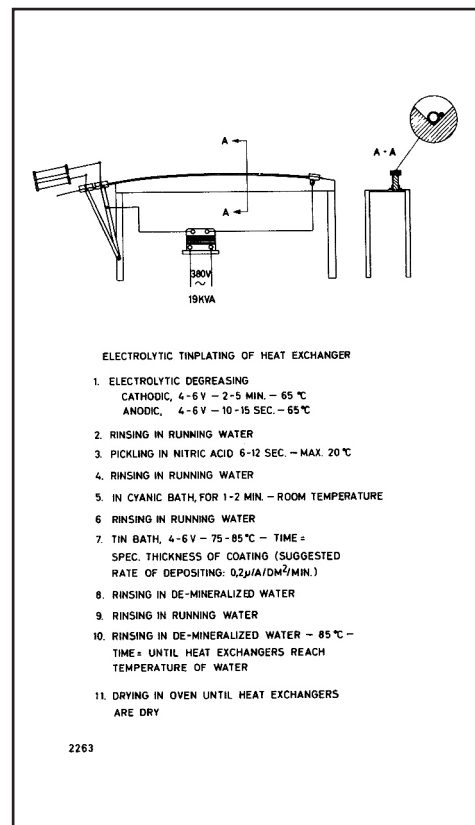 A
A - A
A
380V
~
19KVA
ELECTROLYTIC TINPLATING OF HEAT EXCHANGER
1. ELECTROLYTIC DEGREASING
CATHODIC, 4-6 V – 2-5 MIN. – 65 °C
ANODIC, 4-6 V – 10-15 SEC. – 65°C
2. RINSING IN RUNNING WATER
3. PICKLING IN NITRIC ACID 6-12 SEC. – MAX. 20 °C
4. RINSING IN RUNNING WATER
5. IN CYANIC BATH, FOR 1-2 MIN. – ROOM TEMPERATURE
6 RINSING IN RUNNING WATER
7. TIN BATH, 4-6 V – 75-85°C – TIME =
SPEC. THICKNESS OF COATING (SUGGESTED
RATE OF DEPOSITING: 0,2µ/A/DM²/MIN.)
8. RINSING IN DE-MINERALIZED WATER
9. RINSING IN RUNNING WATER
10. RINSING IN DE-MINERALIZED WATER – 85 °C –
TIME = UNTIL HEAT EXCHANGERS REACH
TEMPERATURE OF WATER
11. DRYING IN OVEN UNTIL HEAT EXCHANGERS
ARE DRY
2263